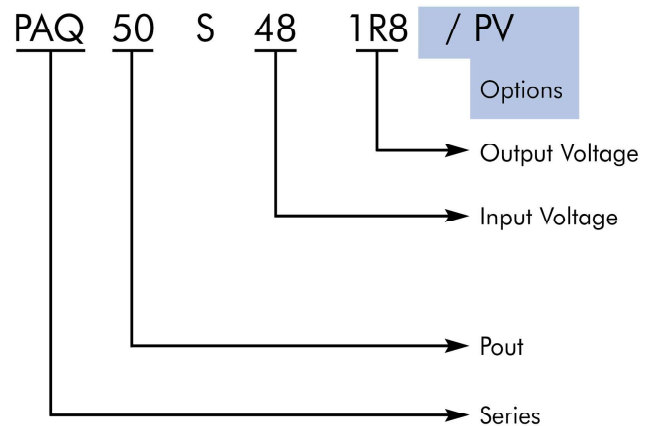 PAQ 50 S 48 1R8 / PV
Options
Output Voltage
Input Voltage
Pout
Series